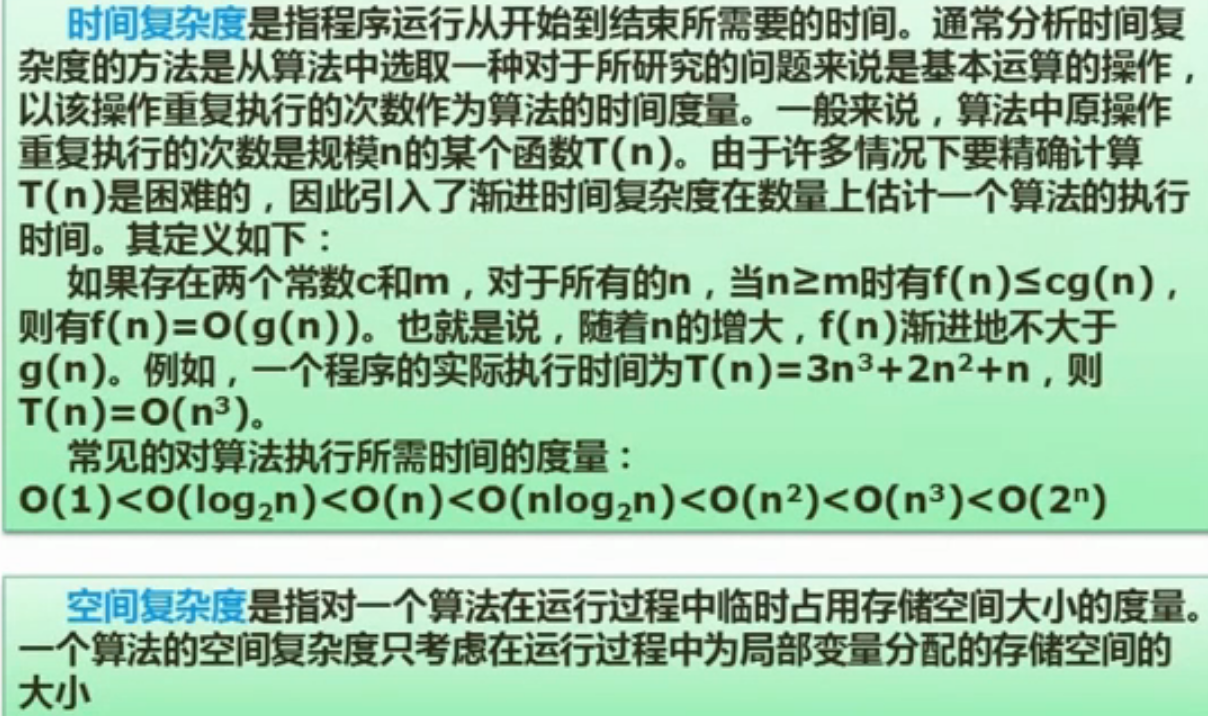 时间复杂度是指程序运行从开始到结束所需要的时间。通常分析时间复
杂度的方法是从算法中选取一种对于所研究的问题来说是基本运算的操作，
以该操作重复执行的次数作为算法的时间度量。一般来说，算法中原操作
重复执行的次数是规模n的某个函数T(n)。由于许多情况下要精确计算
T(n)是困难的，因此引入了渐进时间复杂度在数量上估计一个算法的执行
时间。其定义如下：
如果存在两个常数c和m，对于所有的n，当n≥m时有f(n)≤cg(n)，
则有f(n)=O(g(n))。也就是说，随着n的增大，f(n)渐进地不大于
g(n)。例如，一个程序的实际执行时间为T(n)=3n³+2n²+n，则
T(n)=O(n³)。
常见的对算法执行所需时间的度量：
O(1)<O(log₂n)<O(n)<O(nlog₂n)<O(n²)<O(n³)<O(2ⁿ)
空间复杂度是指对一个算法在运行过程中临时占用存储空间大小的度量。
一个算法的空间复杂度只考虑在运行过程中为局部变量分配的存储空间的
大小